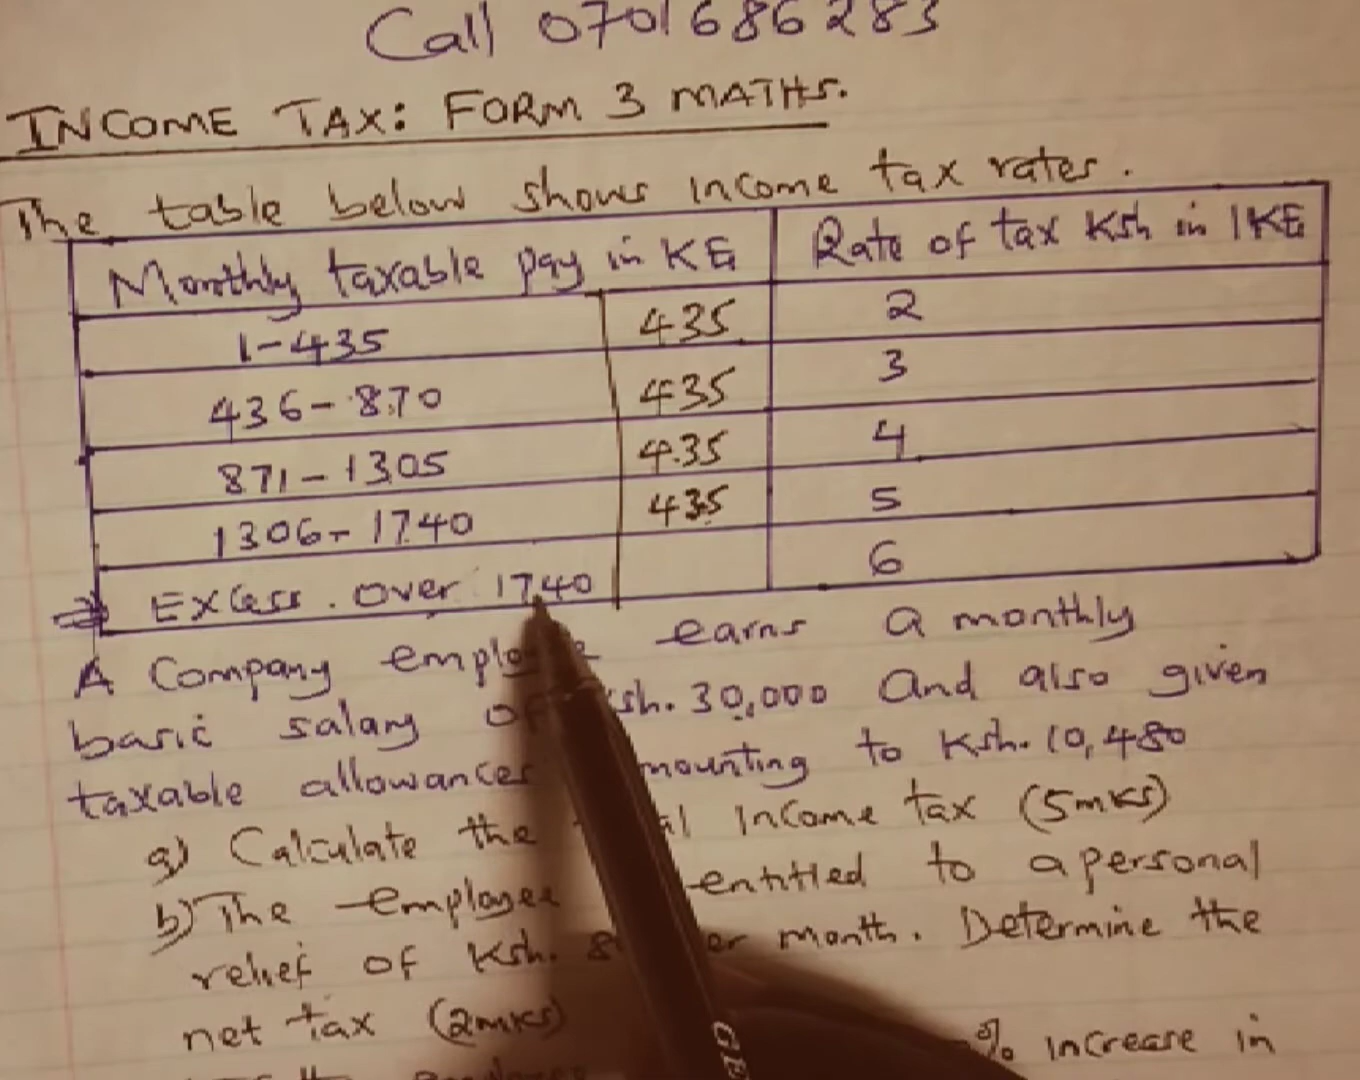 Call 0701686283
INCOME TAX: FORM 3 MATHS.
The table below shows income tax rates.
Monthly taxable pay in K£ Rate of tax Ksh in 1K£
1-435 435 2
436-870 435 3
871-1305 435 4
1306-1740 435 5
Excess over 1740 6
A Company earns a monthly
basic salary of 30,000 and also given
taxable allowances to Ksh. 10,480
a) Calculate the income tax (5mks)
b) The employee entitled to a personal
relief of Ksh. month. Determine the
net tax (2mks)
% increase in